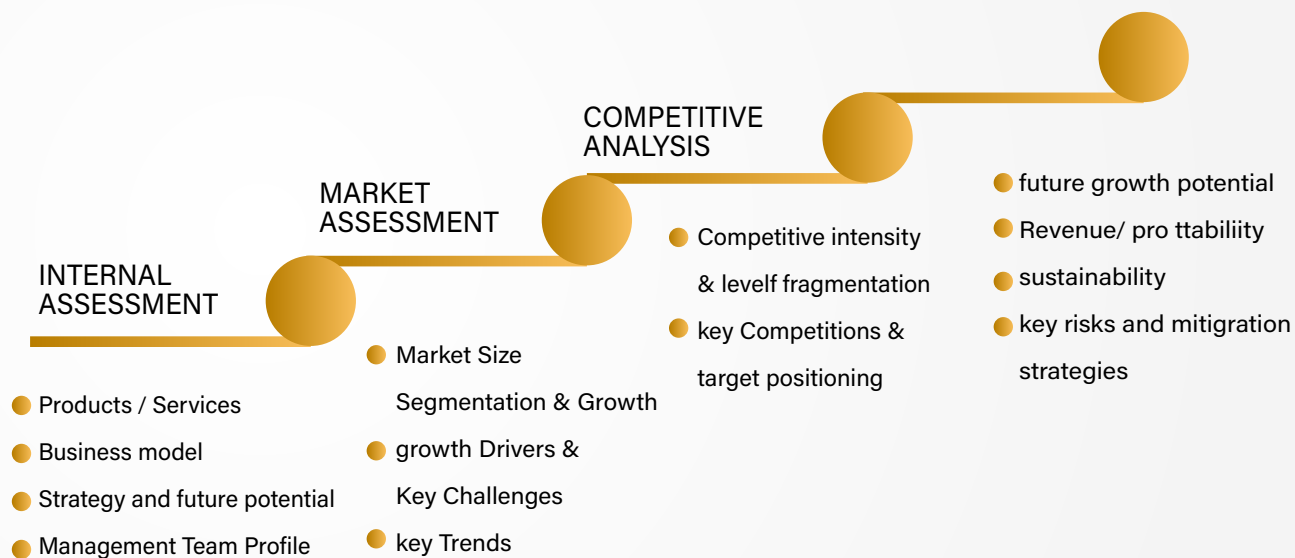 INTERNAL
ASSESSMENT
Products / Services
Business model
Strategy and future potential
Management Team Profile
MARKET
ASSESSMENT
Market Size
Segmentation & Growth
growth Drivers &
Key Challenges
key Trends
COMPETITIVE
ANALYSIS
Competitive intensity
& levelf fragmentation
key Competitions &
target positioning
future growth potential
Revenue/ pro ttabiliity
sustainability
key risks and mitigration
strategies